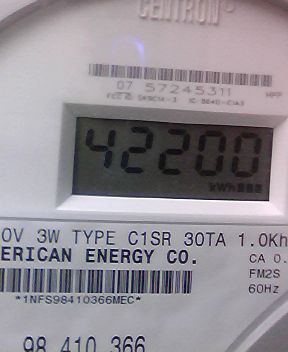 CENTRON®
07 57245311
42200
kWh
0V 3W TYPE C1SR 30TA 1.0Kh
ERICAN ENERGY CO.
CA 0.
FM2S
*1NFS98410366MEC*
60Hz
98 410 366